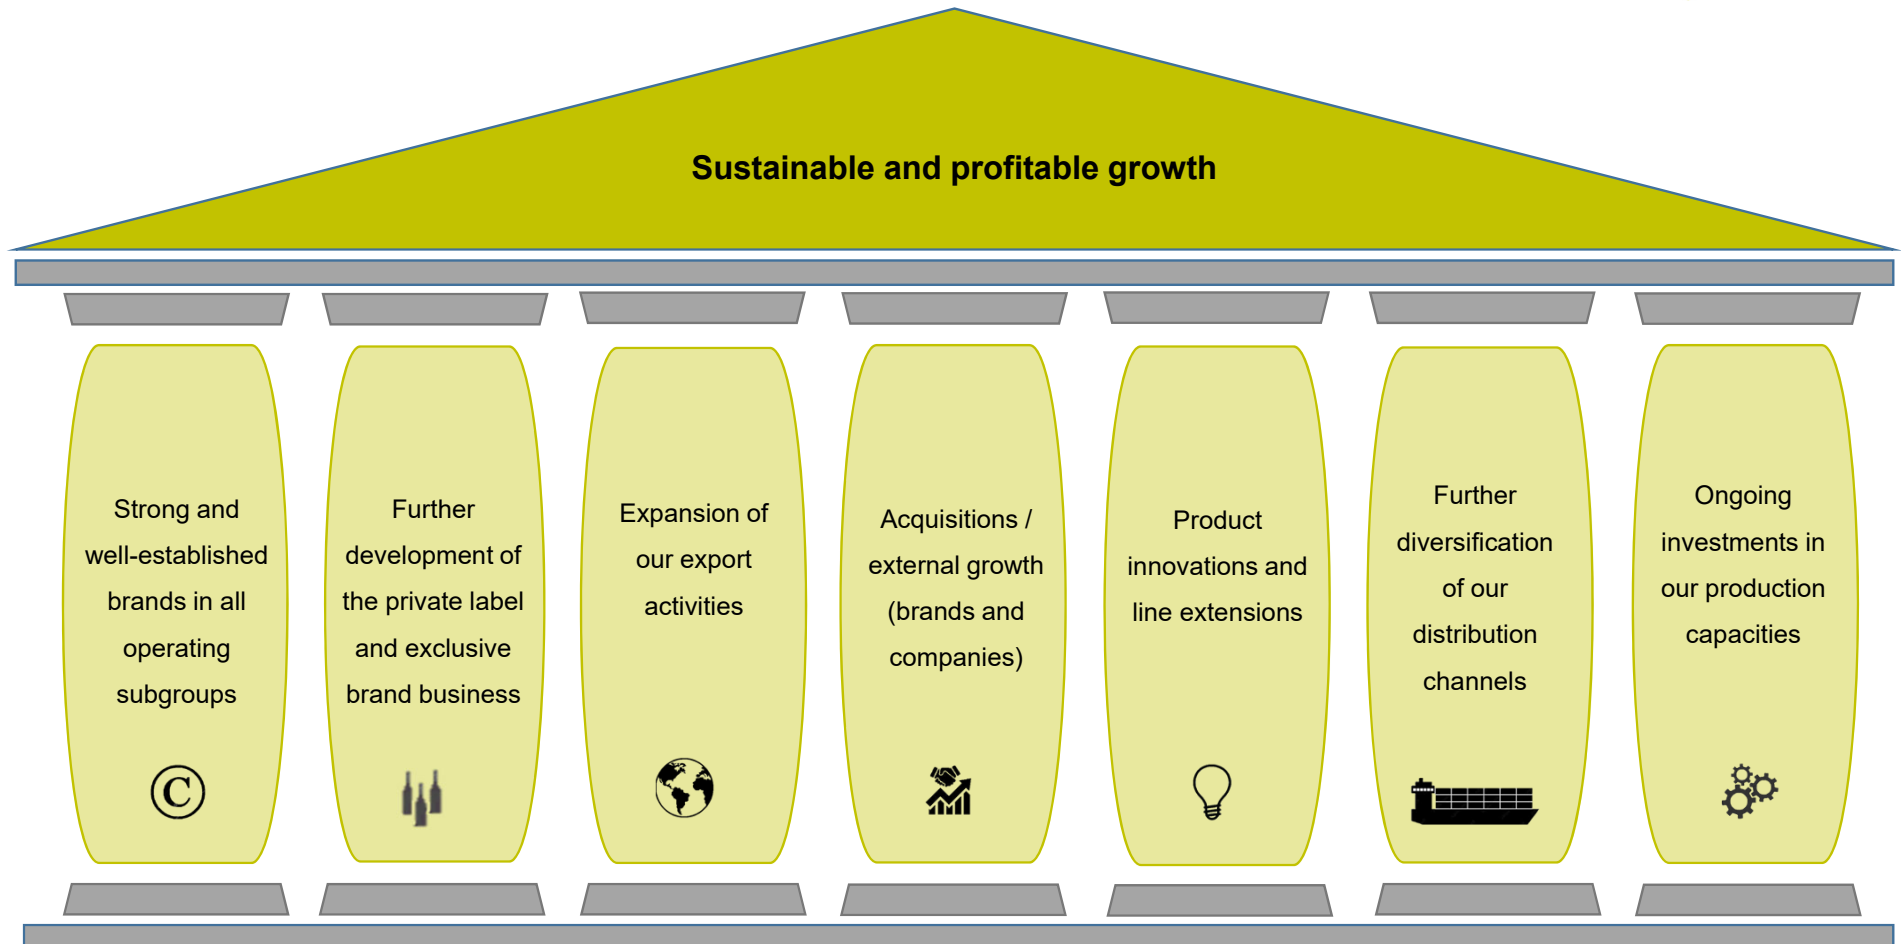 Sustainable and profitable growth
Strong and
well-established
brands in all
operating
subgroups
©
Further
development of
the private label
and exclusive
brand business
Expansion of
our export
activities
Acquisitions /
external growth
(brands and
companies)
Product
innovations and
line extensions
Further
diversification
of our
distribution
channels
Ongoing
investments in
our production
capacities